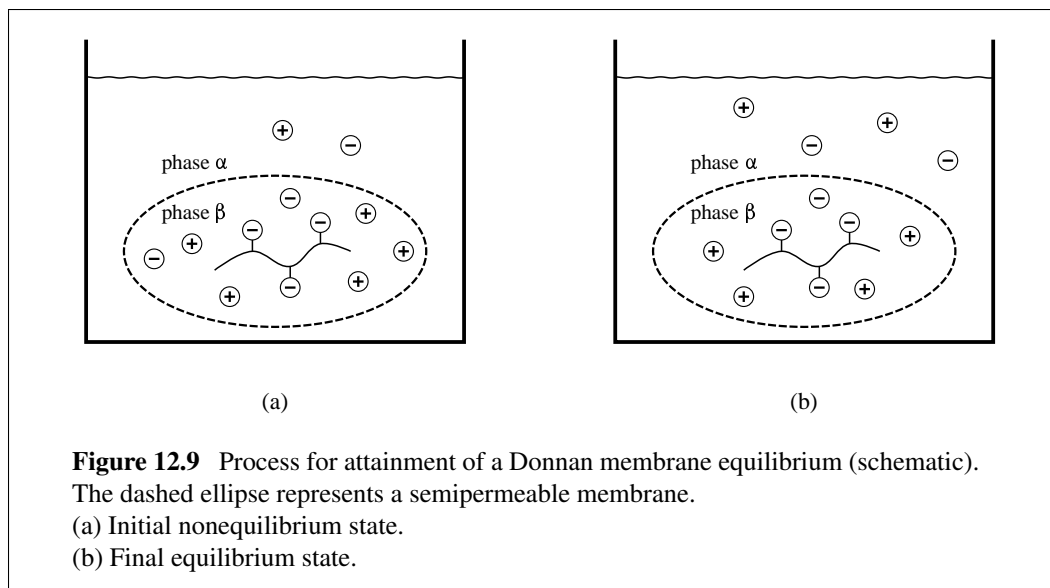 phase α
phase β
phase α
phase β
(a)
(b)
Figure 12.9 Process for attainment of a Donnan membrane equilibrium (schematic).
The dashed ellipse represents a semipermeable membrane.
(a) Initial nonequilibrium state.
(b) Final equilibrium state.